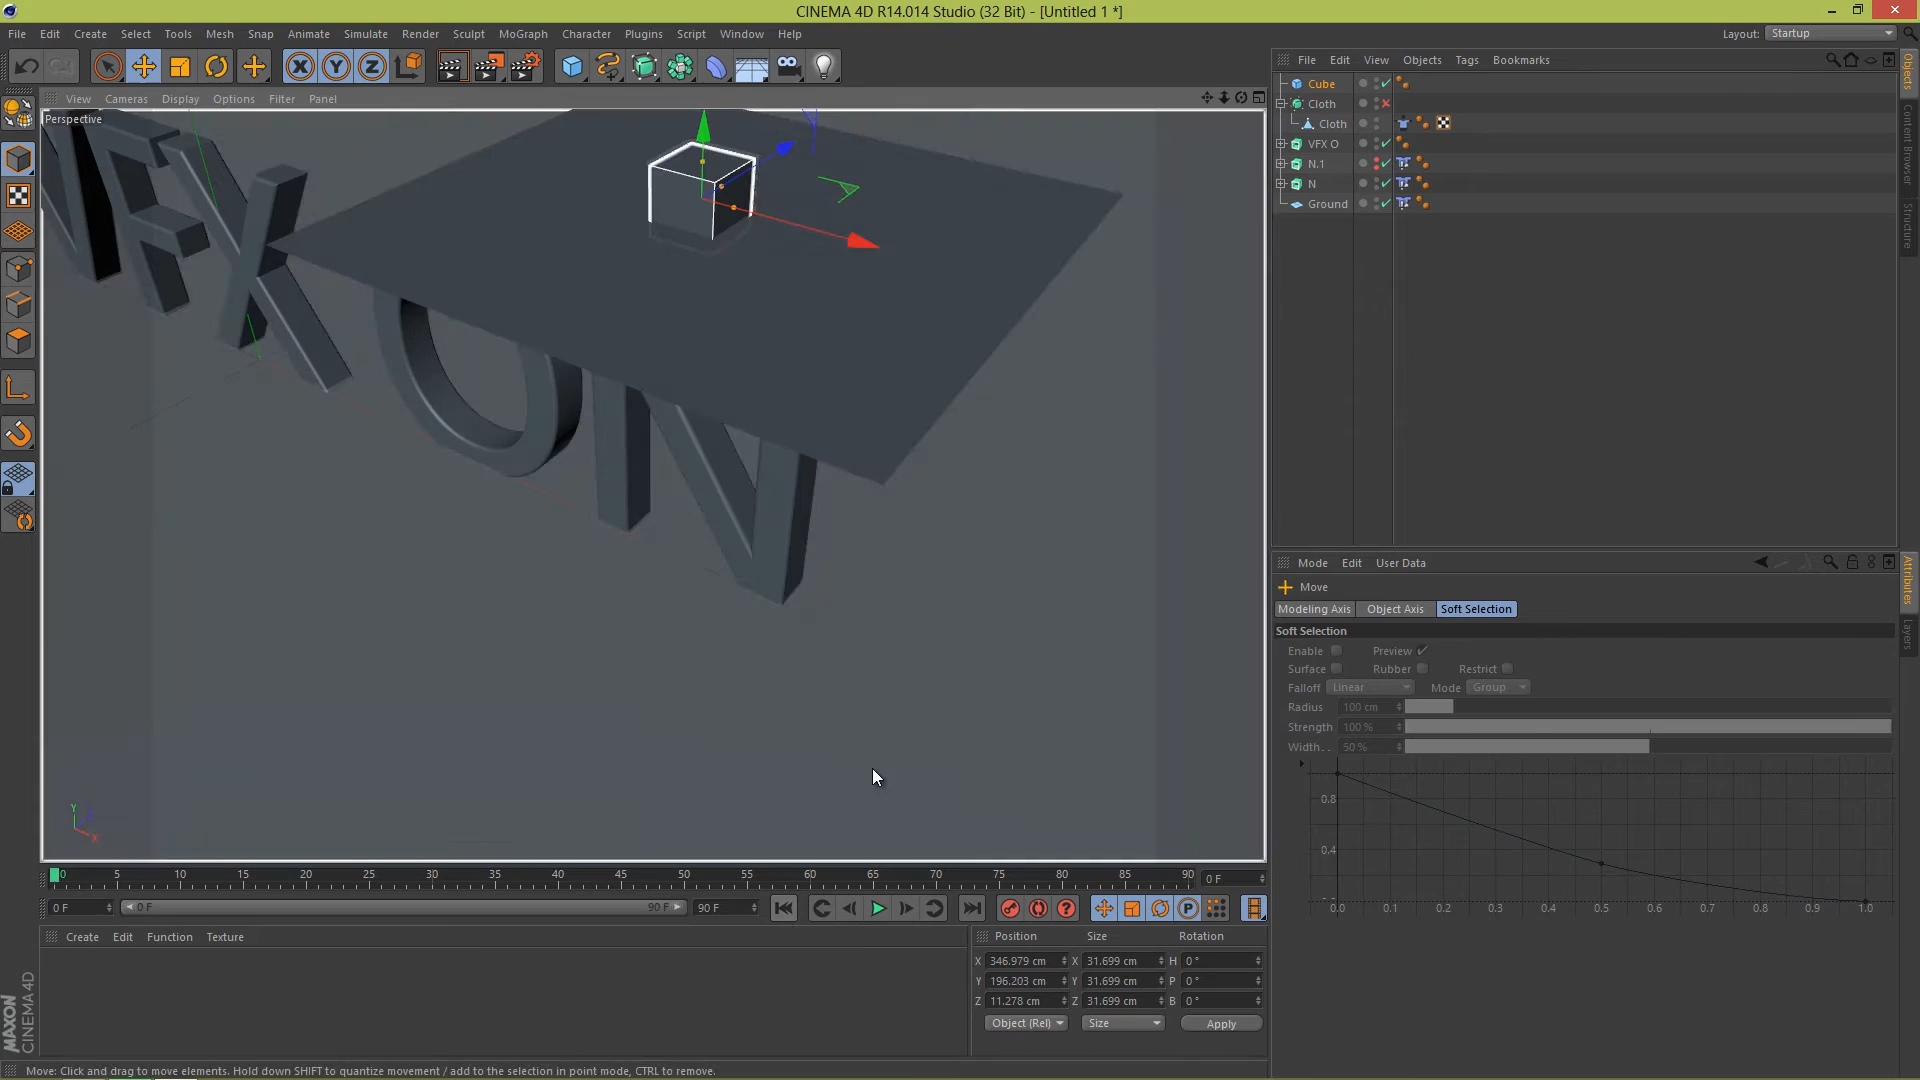 CINEMA 4D R14.014 Studio (32 Bit) - [Untitled 1 *]
File Edit Create Select Tools Mesh Snap Animate Simulate Render Sculpt MoGraph Character Plugins Script Window Help
Layout: Startup
View Cameras Display Options Filter Panel
Perspective
File Edit View Objects Tags Bookmarks
Cube
Cloth
Cloth
VFX O
N.1
N
Ground
Objects
Content Browser
Structure
Mode Edit User Data
Move
Modeling Axis Object Axis Soft Selection
Soft Selection
Enable Preview
Surface Rubber Restrict
Falloff Linear Mode Group
Radius 100 cm
Strength 100 %
Width.. 50 %
0.8
0.4
0.0 0.1 0.2 0.3 0.4 0.5 0.6 0.7 0.8 0.9 1.0
Attributes
Layers
Y
X
0 5 10 15 20 25 30 35 40 45 50 55 60 65 70 75 80 85 90
0 F
0 F 0 F 90 F 90 F
Create Edit Function Texture
Position Size Rotation
X 346.979 cm X 31.699 cm H 0 °
Y 196.203 cm Y 31.699 cm P 0 °
Z 11.278 cm Z 31.699 cm B 0 °
Object (Rel) Size Apply
MAXON
CINEMA 4D
Move: Click and drag to move elements. Hold down SHIFT to quantize movement / add to the selection in point mode, CTRL to remove.